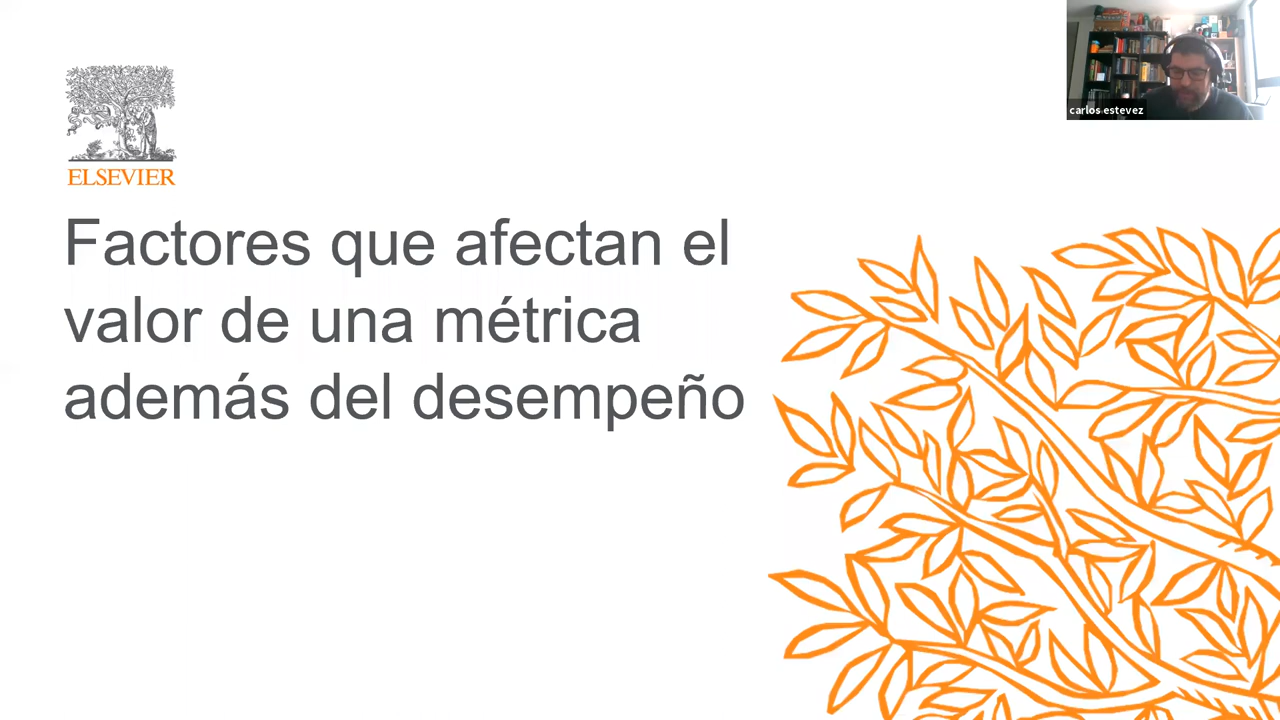 carlos estevez
ELSEVIER
Factores que afectan el
valor de una métrica
además del desempeño